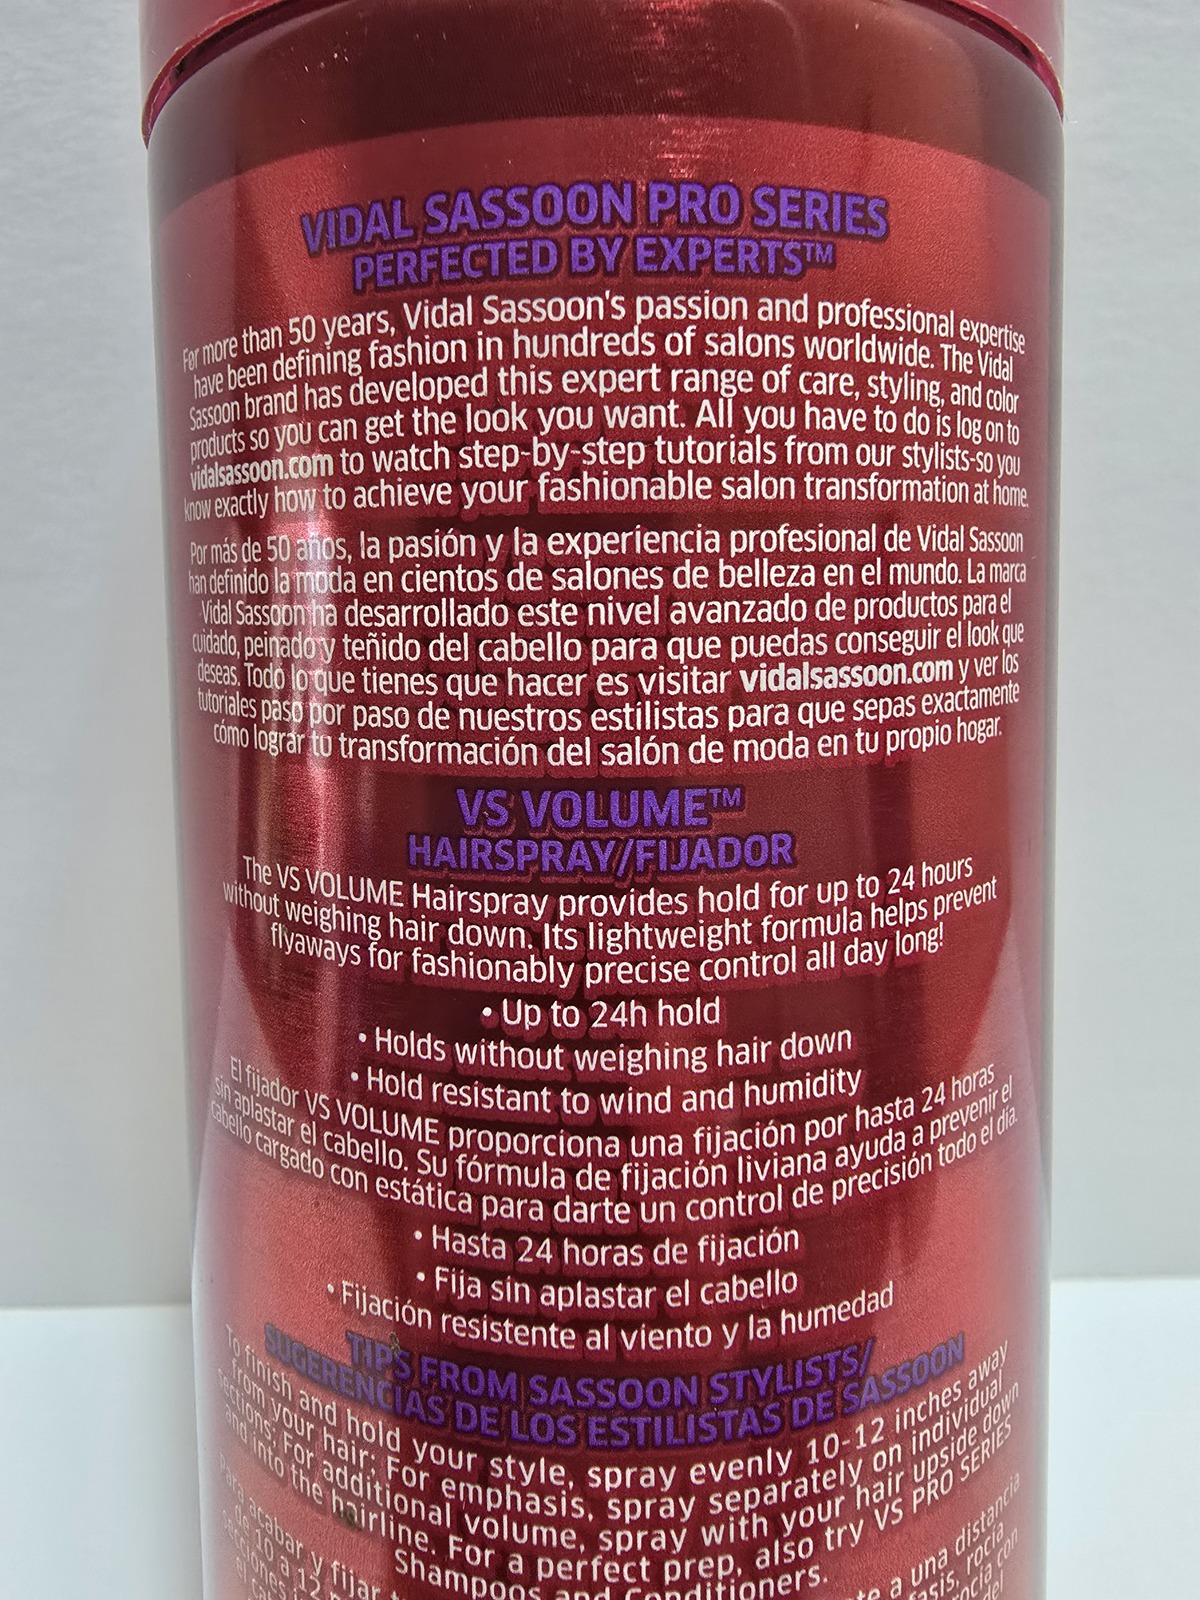 VIDAL SASSOON PRO SERIES
PERFECTED BY EXPERTS™
For more than 50 years, Vidal Sassoon's passion and professional expertise
have been defining fashion in hundreds of salons worldwide. The Vidal
Sassoon brand has developed this expert range of care, styling, and color
products so you can get the look you want. All you have to do is log on to
vidalsassoon.com to watch step-by-step tutorials from our stylists-so you
know exactly how to achieve your fashionable salon transformation at home.
Por más de 50 años, la pasión y la experiencia profesional de Vidal Sassoon
han definido la moda en cientos de salones de belleza en el mundo. La marca
Vidal Sassoon ha desarrollado este nivel avanzado de productos para el
cuidado, peinado y teñido del cabello para que puedas conseguir el look que
deseas. Todo lo que tienes que hacer es visitar vidalsassoon.com y ver los
tutoriales paso por paso de nuestros estilistas para que sepas exactamente
cómo lograr tu transformación del salón de moda en tu propio hogar.
VS VOLUME™
HAIRSPRAY/FIJADOR
The VS VOLUME Hairspray provides hold for up to 24 hours
without weighing hair down. Its lightweight formula helps prevent
flyaways for fashionably precise control all day long!
• Up to 24h hold
• Holds without weighing hair down
• Hold resistant to wind and humidity
El fijador VS VOLUME proporciona una fijación por hasta 24 horas
sin aplastar el cabello. Su fórmula de fijación liviana ayuda a prevenir el
cabello cargado con estática para darte un control de precisión todo el día.
• Hasta 24 horas de fijación
• Fija sin aplastar el cabello
• Fijación resistente al viento y la humedad
TIPS FROM SASSOON STYLISTS/
SUGERENCIAS DE LOS ESTILISTAS DE SASSOON
To finish and hold your style, spray evenly 10-12 inches away
from your hair. For emphasis, spray separately on individual
sections. For additional volume, spray with your hair upside down
and into the hairline. For a perfect prep, also try VS PRO SERIES
Shampoos and Conditioners.
Para acabar y fijar a una distancia
de 10 a 12 rocía